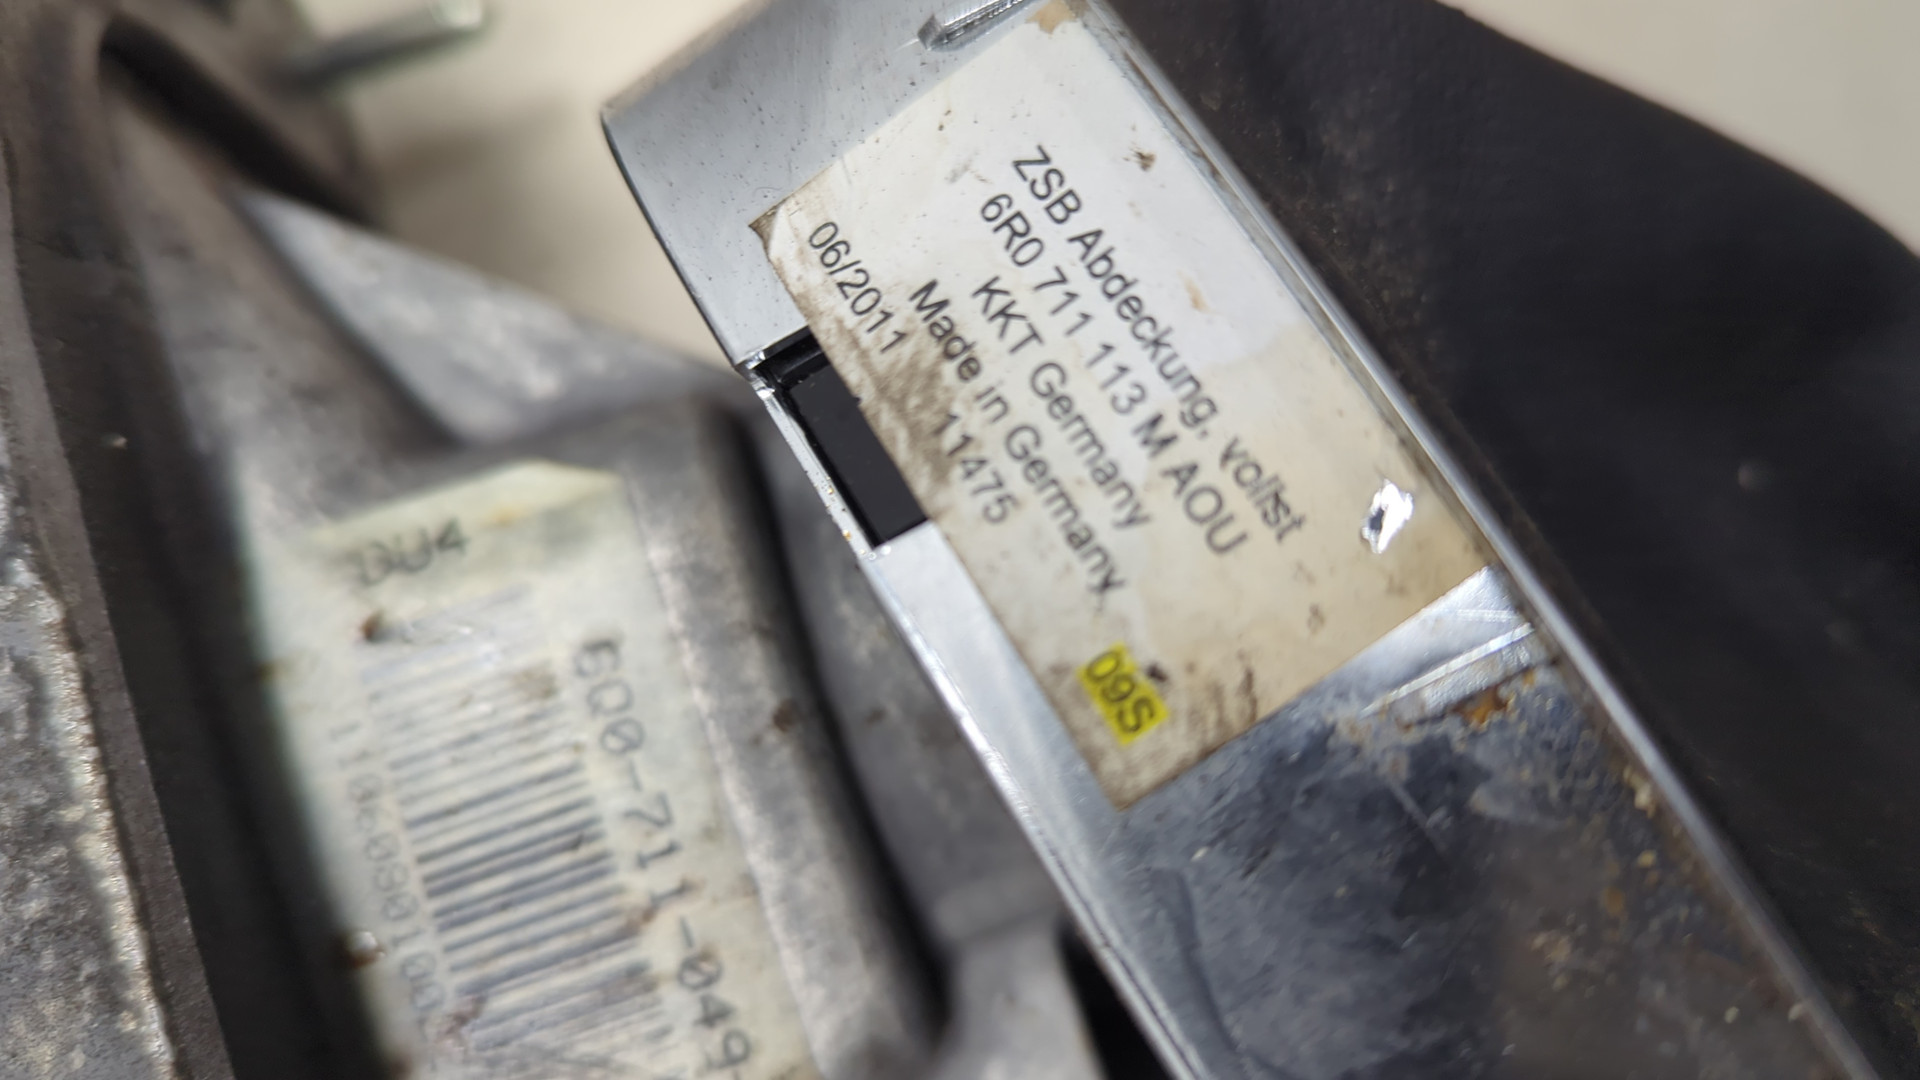 ZSB Abdeckung, vollst
6R0 711 113 M AOU
KKT Germany
Made in Germany
06/2011 11475
09S
6Q0-711-049-